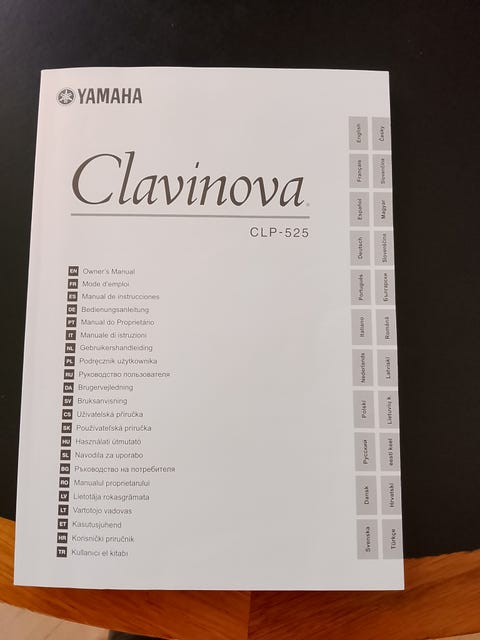 YAMAHA
Clavinova
CLP-525
EN Owner's Manual
FR Mode d'emploi
ES Manual de instrucciones
DE Bedienungsanleitung
PT Manual do Proprietário
IT Manuale di istruzioni
NL Gebruikershandleiding
PL Podręcznik użytkownika
RU Руководство пользователя
DA Brugervejledning
SV Bruksanvisning
CS Uživatelská příručka
SK Používateľská príručka
HU Használati útmutató
SL Navodila za uporabo
BG Ръководство на потребителя
RO Manualul proprietarului
LV Lietotāja rokasgrāmata
LT Vartotojo vadovas
ET Kasutusjuhend
HR Korisnički priručnik
TR Kullanıcı el kitabı
English
Français
Español
Deutsch
Português
Italiano
Nederlands
Polski
Русский
Dansk
Svenska
Česky
Slovenčina
Magyar
Slovenščina
Български
Română
Latviski
Lietuvių k
eesti keel
Hrvatski
Türkçe